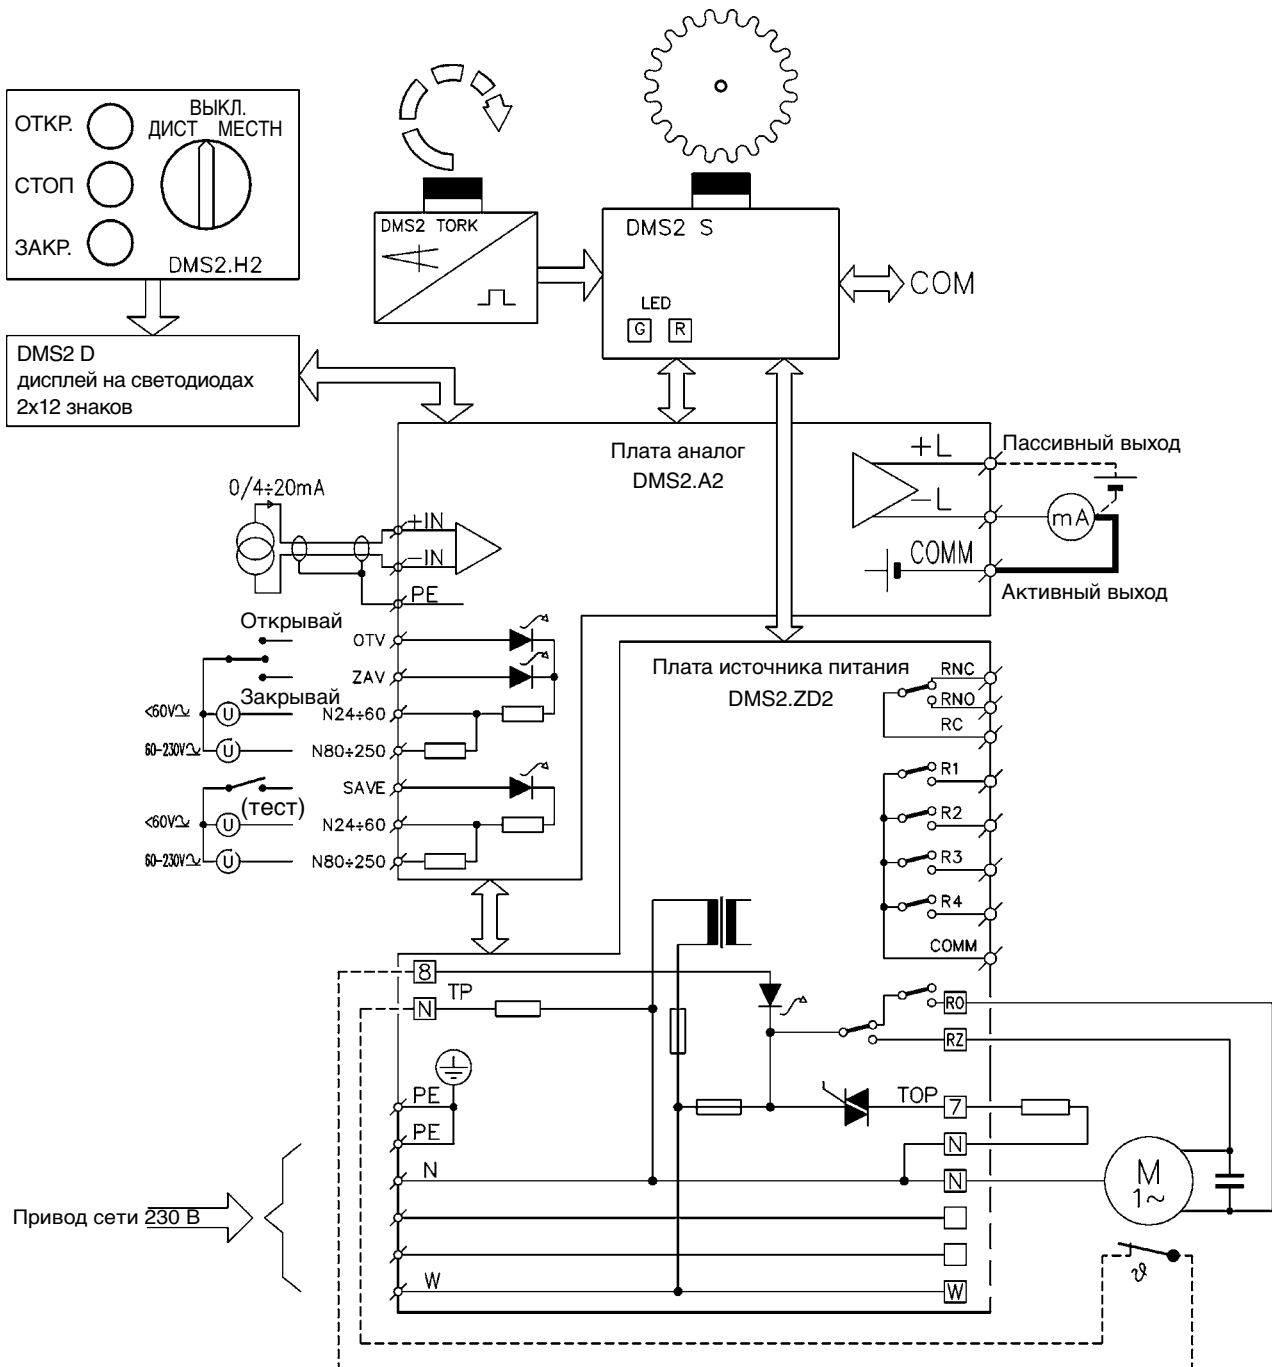 ОТКР.
ВЫКЛ.
ДИСТ
МЕСТН
СТОП
ЗАКР.
DMS2.H2
DMS2 TORK
DMS2 S
LED
G
R
COM
DMS2 D
дисплей на светодиодах
2x12 знаков
Плата аналог
DMS2.A2
+L
Пассивный выход
-L
mA
COMM
Активный выход
0/4÷20mA
+IN
-IN
PE
Открывай
OTV
ZAV
Закрывай
<60V
U
N24÷60
60-230V
U
N80÷250
SAVE
(тест)
<60V
U
N24÷60
60-230V
U
N80÷250
Плата источника питания
DMS2.ZD2
RNC
RNO
RC
R1
R2
R3
R4
COMM
8
TP
N
RO
RZ
PE
PE
TOP
7
N
N
N
M
1~
Привод сети 230 В
W
W
ϑ